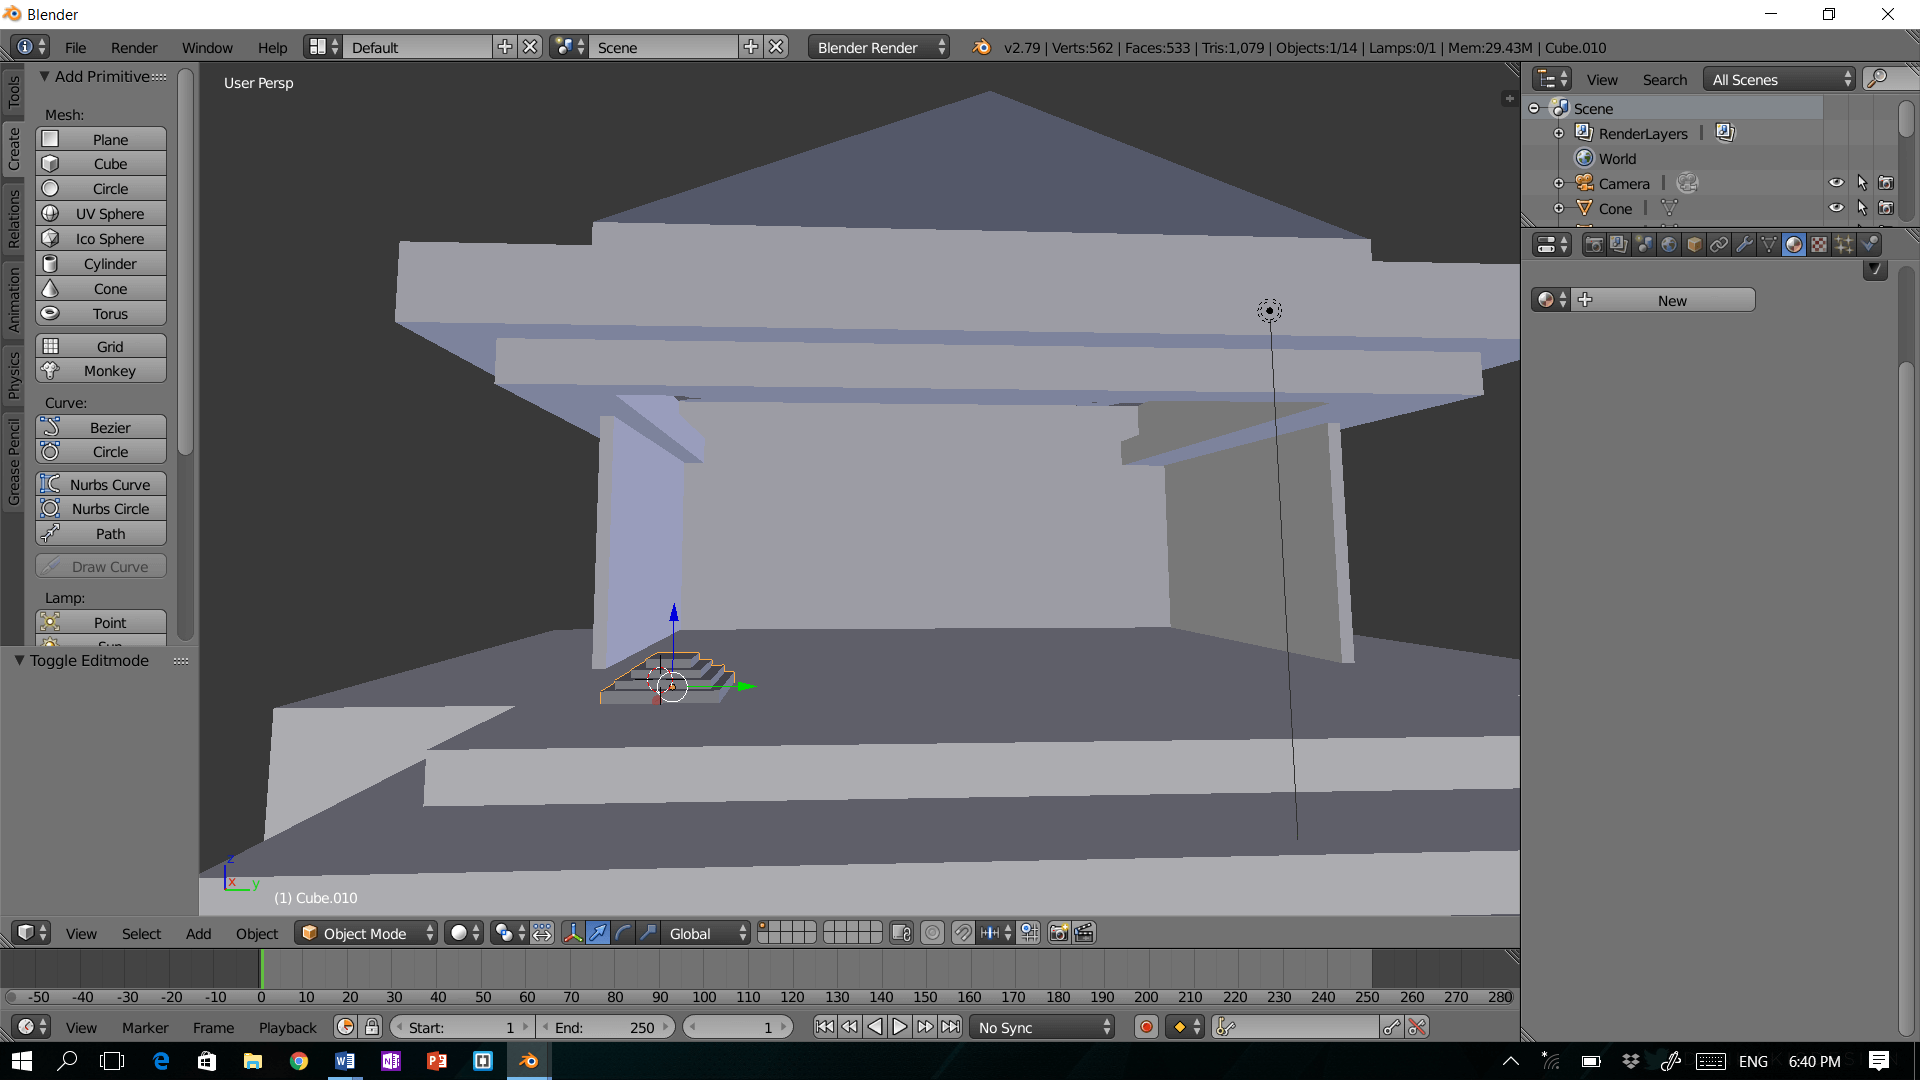 Blender
File Render Window Help Default Scene Blender Render v2.79 | Verts:562 | Faces:533 | Tris:1,079 | Objects:1/14 | Lamps:0/1 | Mem:29.43M | Cube.010
Tools
Create
Relations
Animation
Physics
Grease Pencil
Add Primitive
Mesh:
Plane
Cube
Circle
UV Sphere
Ico Sphere
Cylinder
Cone
Torus
Grid
Monkey
Curve:
Bezier
Circle
Nurbs Curve
Nurbs Circle
Path
Draw Curve
Lamp:
Point
Sun
Toggle Editmode
User Persp
z
x y
(1) Cube.010
View Search All Scenes
Scene
RenderLayers
World
Camera
Cone
New
View Select Add Object Object Mode Global
-50 -40 -30 -20 -10 0 10 20 30 40 50 60 70 80 90 100 110 120 130 140 150 160 170 180 190 200 210 220 230 240 250 260 270 280
View Marker Frame Playback Start: 1 End: 250 1 No Sync
ENG 6:40 PM